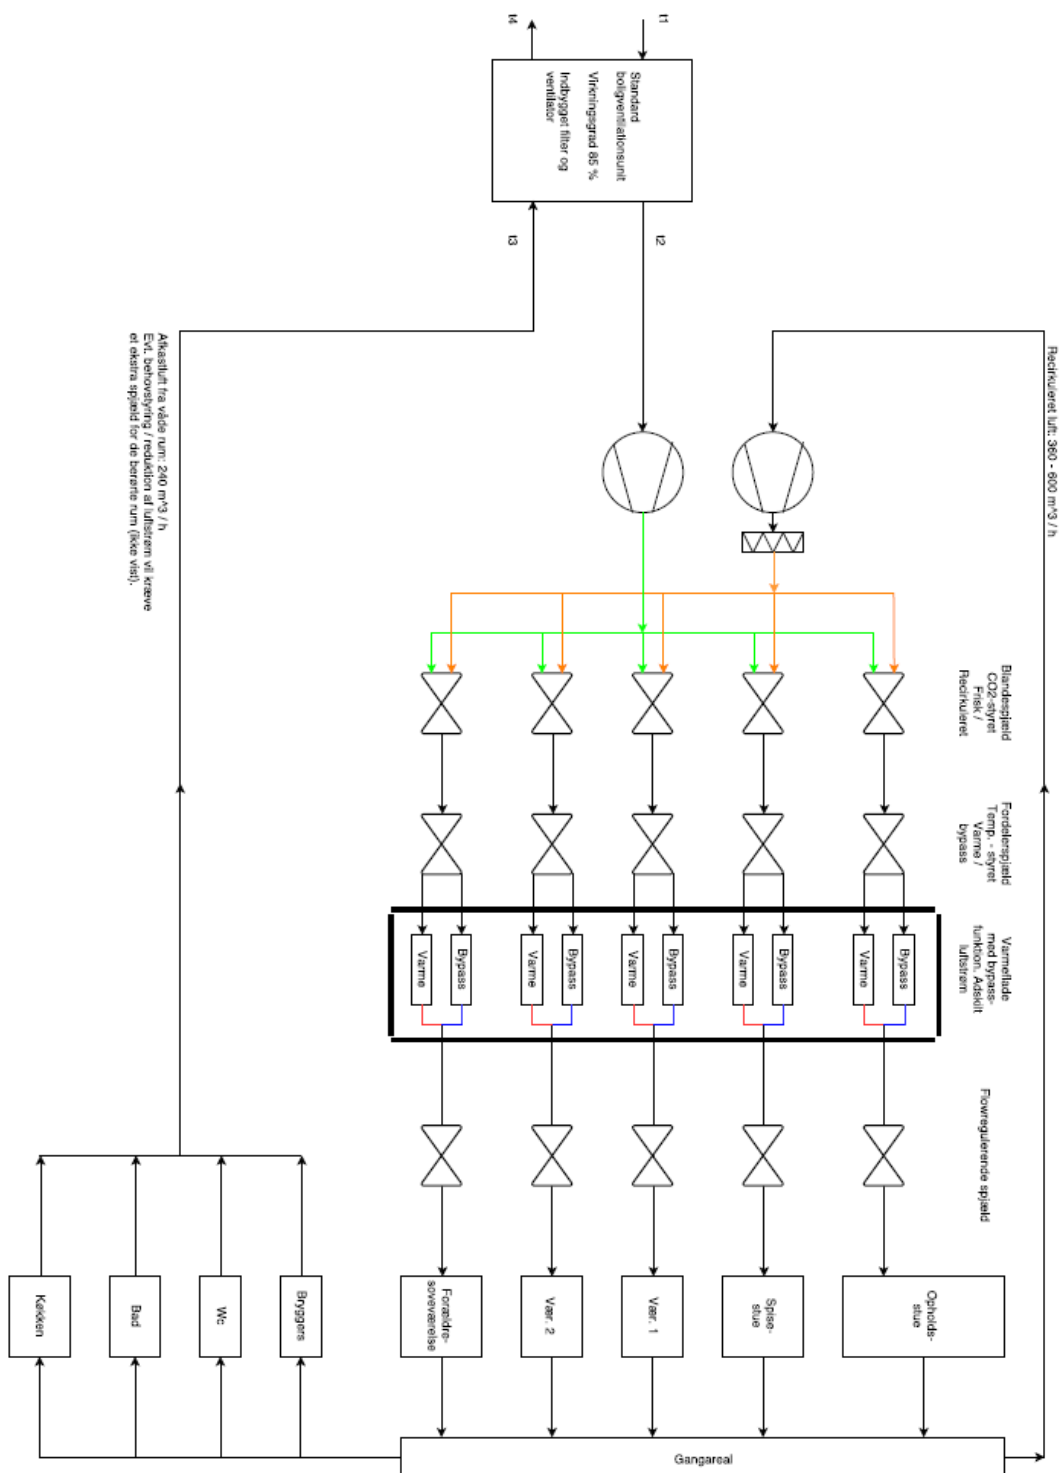 t1
t4
Standard
boligventilationsunit
Virkningsgrad 85 %
Indbygget filter og
ventilator
t3
t2
Recirkuleret luft: 360 - 600 m^3 / h
Afkastluft fra våde rum: 240 m^3 / h
Evt. behovstyring / reduktion af luftstrøm vil kræve
et ekstra spjæld for de berørte rum (ikke vist).
Blandespjæld
CO2-styret
Frisk /
Recirkuleret
Fordelerspjæld
Temp. - styret
Varme /
bypass
Varmeflade
med bypass-
funktion. Adskilt
luftstrøm
Flowregulerende spjæld
Bypass
Varme
Bypass
Varme
Bypass
Varme
Bypass
Varme
Bypass
Varme
Opholds-
stue
Spise-
stue
Vær. 1
Vær. 2
Forældre-
soveværelse
Bryggers
Wc
Bad
Køkken
Gangareal